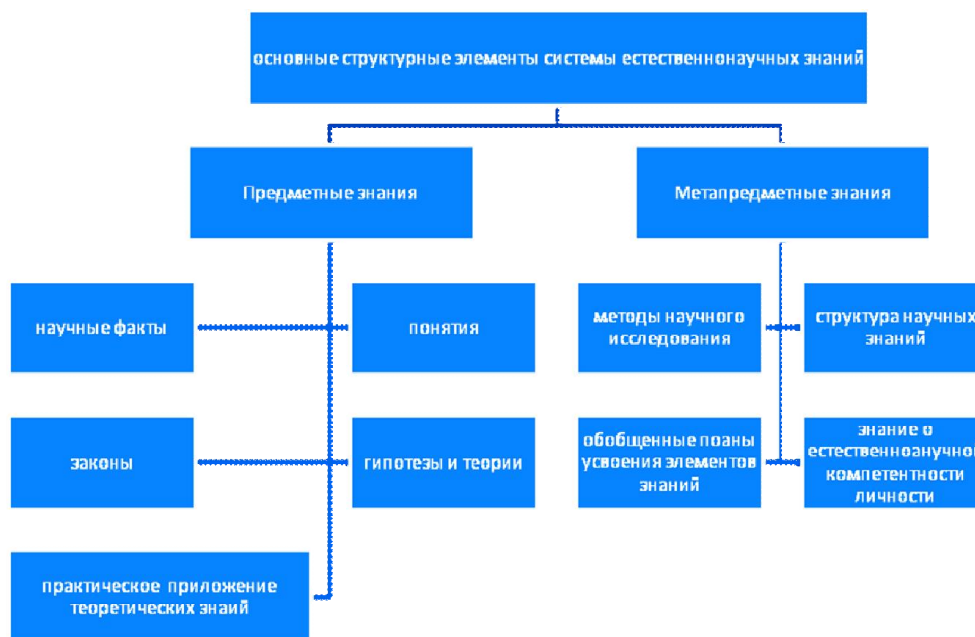 основные структурные элементы системы естественнонаучных знаний
Предметные знания
Метапредметные знания
научные факты
понятия
методы научного
исследования
структура научных
знаний
законы
гипотезы и теории
обобщенные поаны
усвоения элементов
знаний
знание о
естественноанучно
компетентности
личности
практическое приложение
теоретических знаий